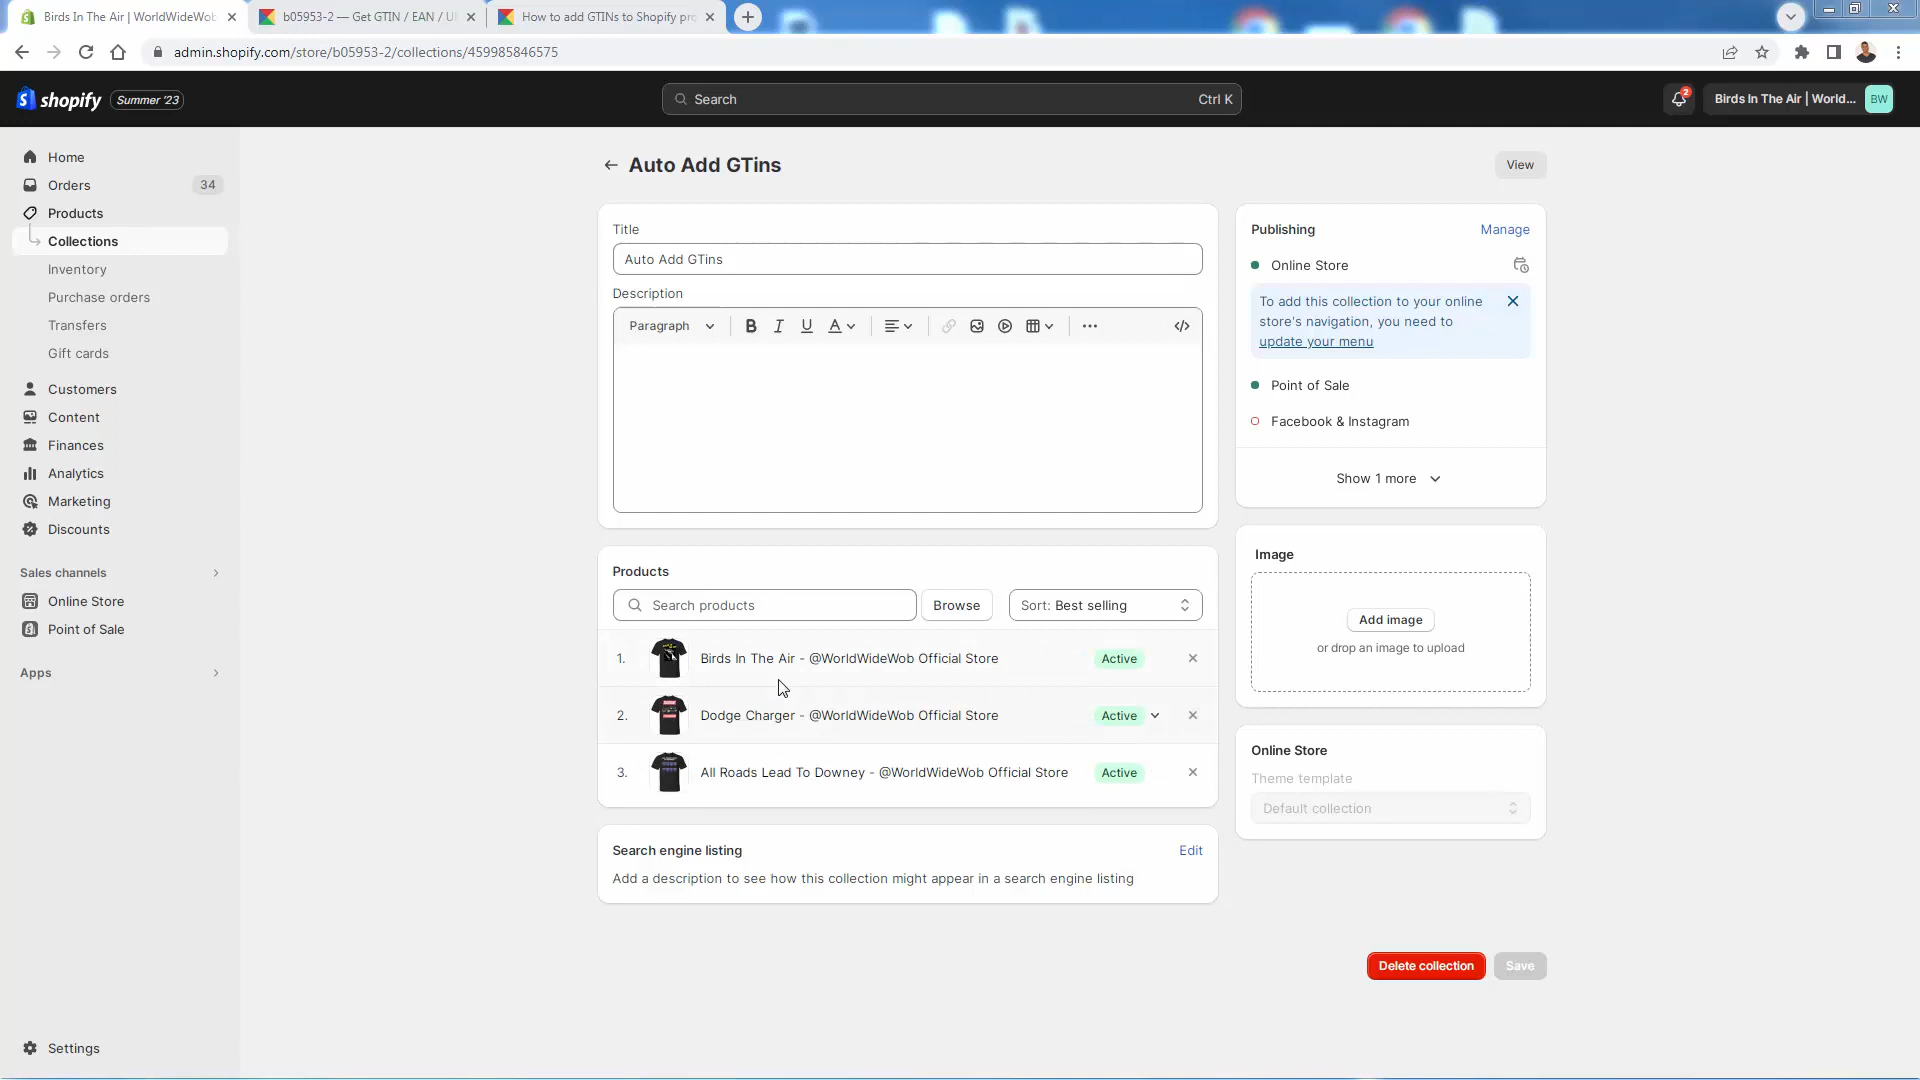 Birds In The Air | WorldWideWob
b05953-2 — Get GTIN / EAN / U
How to add GTINs to Shopify pro
admin.shopify.com/store/b05953-2/collections/459985846575
shopify
Summer '23
Search
Ctrl K
2
Birds In The Air | World...
BW
Home
Orders
34
Products
Collections
Inventory
Purchase orders
Transfers
Gift cards
Customers
Content
Finances
Analytics
Marketing
Discounts
Sales channels
Online Store
Point of Sale
Apps
Settings
Auto Add GTins
View
Title
Auto Add GTins
Description
Paragraph
B I U A
Products
Search products
Browse
Sort: Best selling
1. Birds In The Air - @WorldWideWob Official Store Active
2. Dodge Charger - @WorldWideWob Official Store Active
3. All Roads Lead To Downey - @WorldWideWob Official Store Active
Search engine listing
Edit
Add a description to see how this collection might appear in a search engine listing
Publishing
Manage
Online Store
To add this collection to your online
store's navigation, you need to
update your menu
Point of Sale
Facebook & Instagram
Show 1 more
Image
Add image
or drop an image to upload
Online Store
Theme template
Default collection
Delete collection
Save